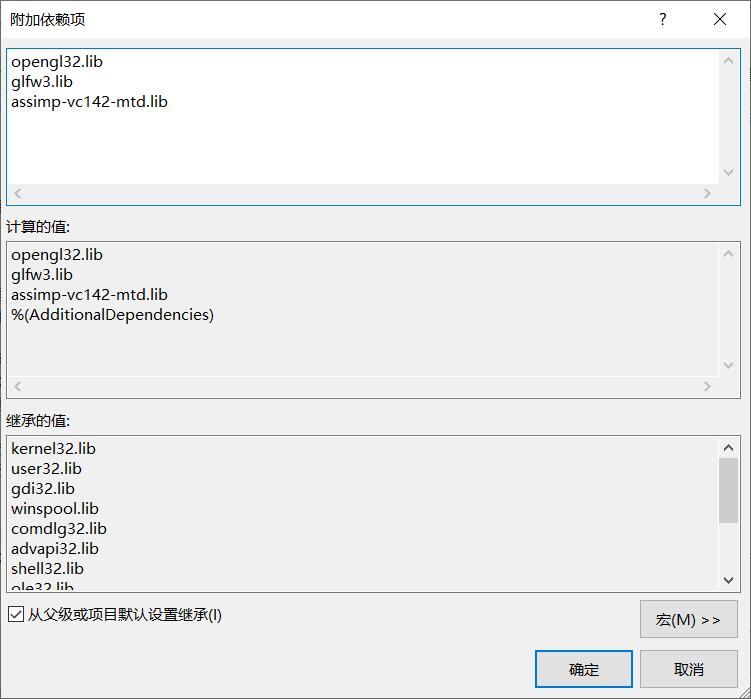 附加依赖项
?
opengl32.lib
glfw3.lib
assimp-vc142-mtd.lib
计算的值:
opengl32.lib
glfw3.lib
assimp-vc142-mtd.lib
%(AdditionalDependencies)
继承的值:
kernel32.lib
user32.lib
gdi32.lib
winspool.lib
comdlg32.lib
advapi32.lib
shell32.lib
ole32.lib
从父级或项目默认设置继承(I)
宏(M) >>
确定
取消